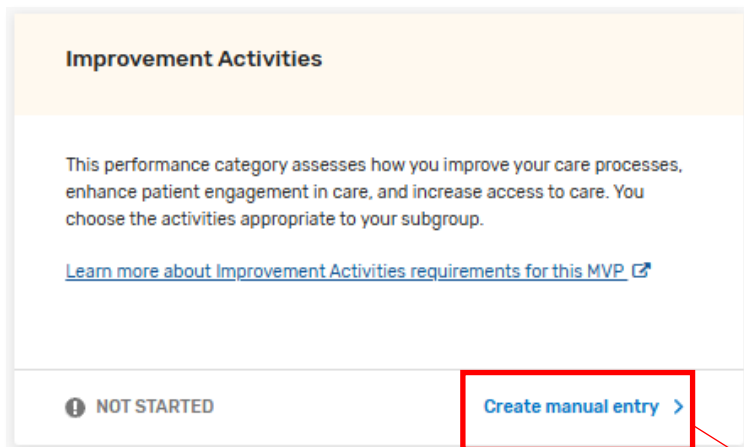 Improvement Activities
This performance category assesses how you improve your care processes,
enhance patient engagement in care, and increase access to care. You
choose the activities appropriate to your subgroup.
Learn more about Improvement Activities requirements for this MVP
NOT STARTED
Create manual entry